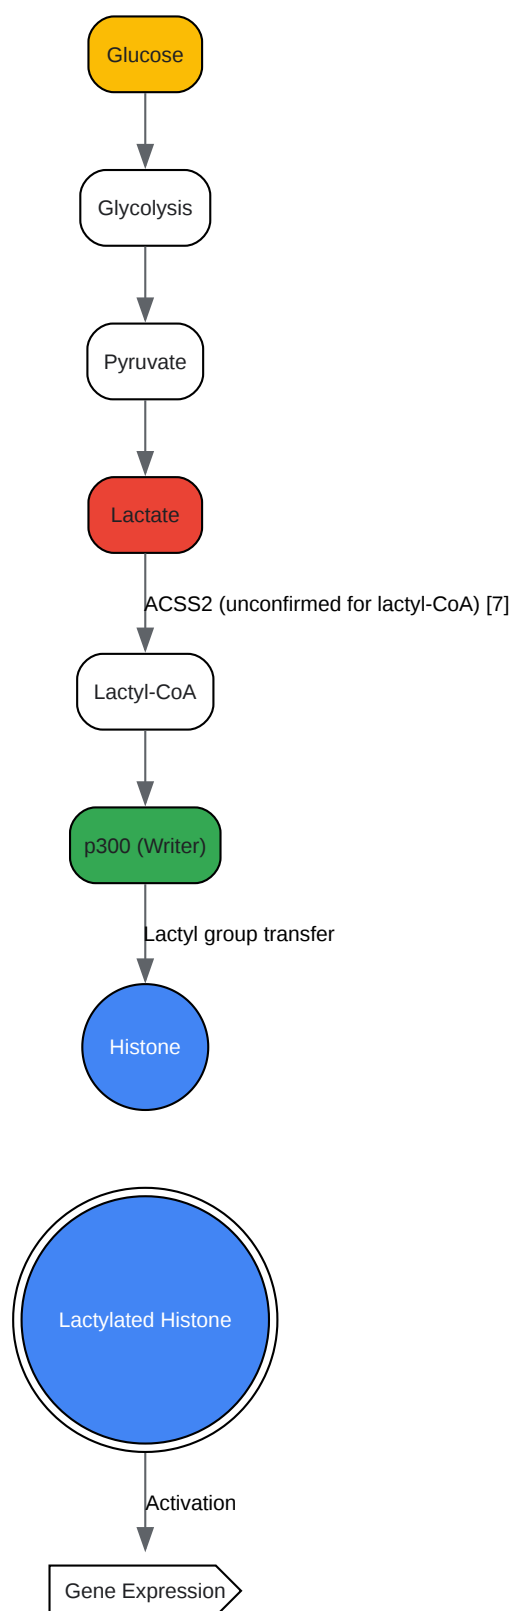 Glucose
Glycolysis
Pyruvate
Lactate
ACSS2 (unconfirmed for lactyl-CoA) [7]
Lactyl-CoA
p300 (Writer)
Lactyl group transfer
Histone
Lactylated Histone
Activation
Gene Expression